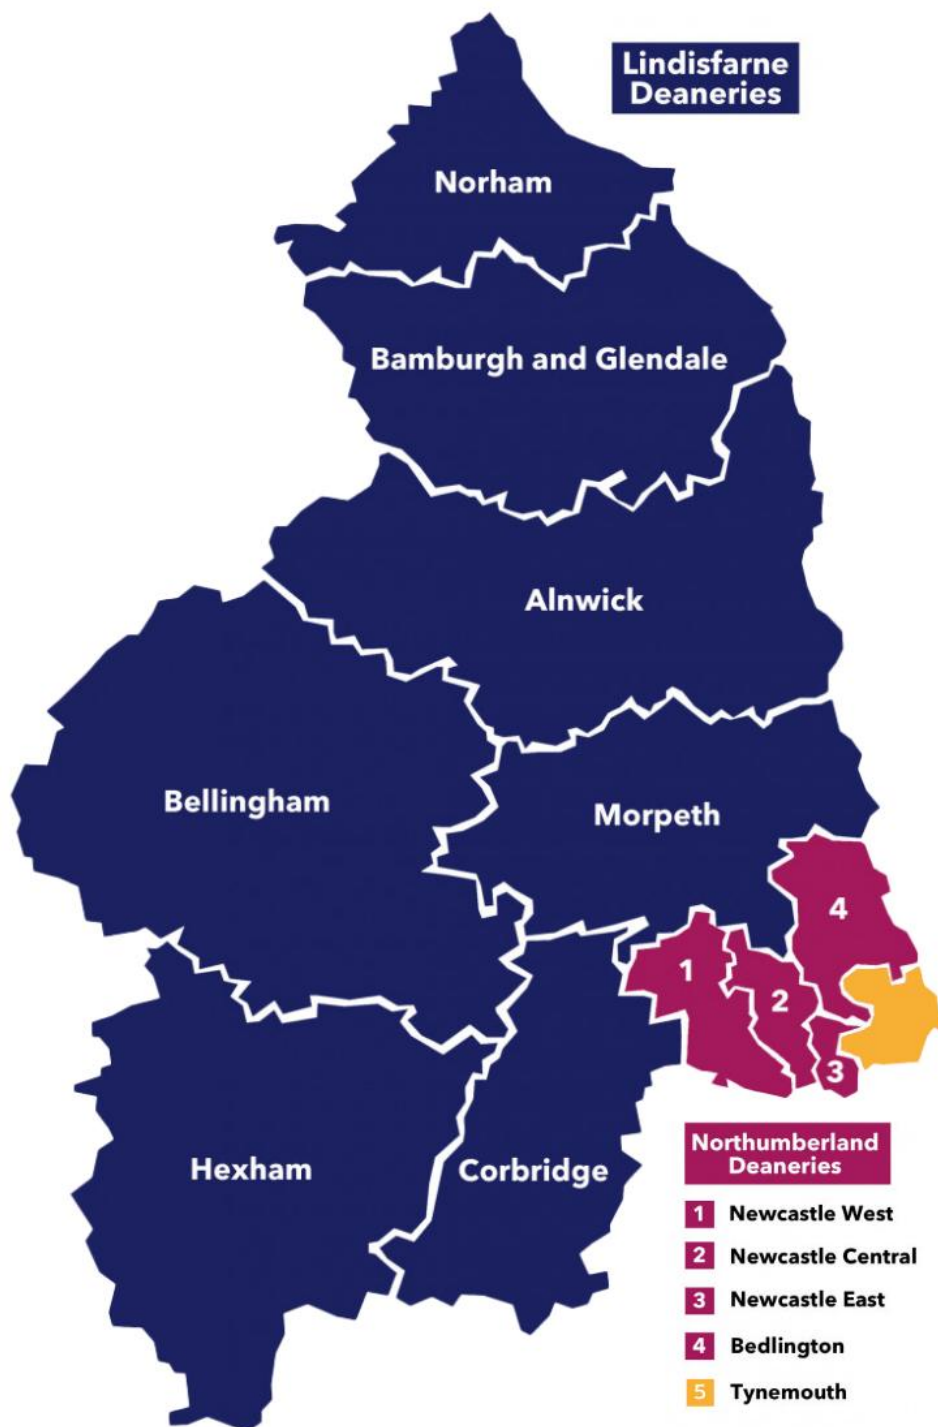 Lindisfarne
Deaneries
Norham
Bamburgh and Glendale
Alnwick
Bellingham
Morpeth
4
1
2
3
Hexham
Corbridge
Northumberland
Deaneries
1 Newcastle West
2 Newcastle Central
3 Newcastle East
4 Bedlington
5 Tynemouth